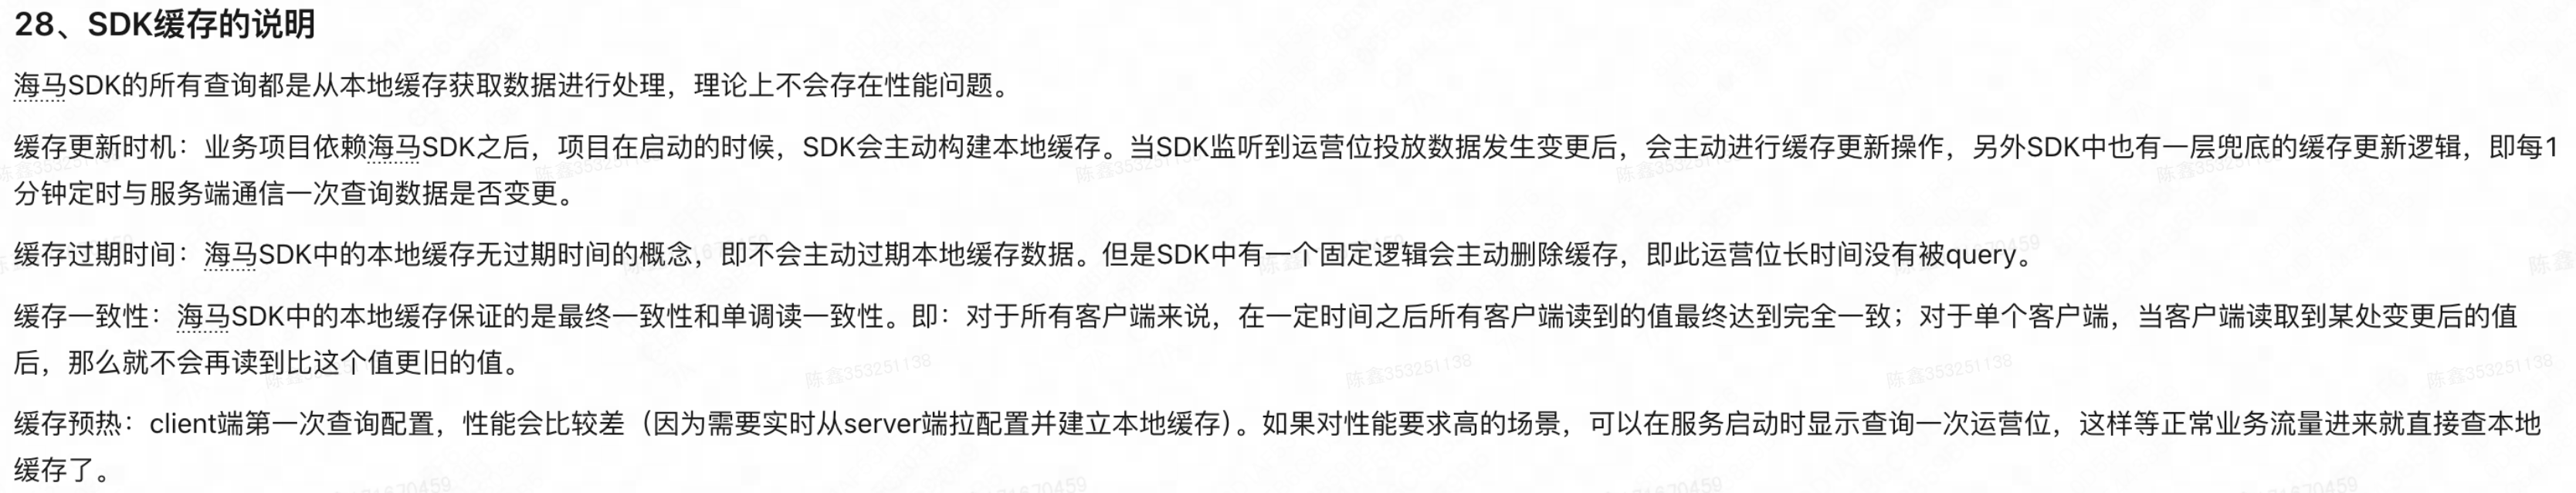 28、SDK缓存的说明
海马SDK的所有查询都是从本地缓存获取数据进行处理，理论上不会存在性能问题。
缓存更新时机：业务项目依赖海马SDK之后，项目在启动的时候，SDK会主动构建本地缓存。当SDK监听到运营位投放数据发生变更后，会主动进行缓存更新操作，另外SDK中也有一层兜底的缓存更新逻辑，即每1
分钟定时与服务端通信一次查询数据是否变更。
缓存过期时间：海马SDK中的本地缓存无过期时间的概念，即不会主动过期本地缓存数据。但是SDK中有一个固定逻辑会主动删除缓存，即此运营位长时间没有被query。
缓存一致性：海马SDK中的本地缓存保证的是最终一致性和单调读一致性。即：对于所有客户端来说，在一定时间之后所有客户端读到的值最终达到完全一致；对于单个客户端，当客户端读取到某处变更后的值
后，那么就不会再读到比这个值更旧的值。
缓存预热：client端第一次查询配置，性能会比较差（因为需要实时从server端拉配置并建立本地缓存）。如果对性能要求高的场景，可以在服务启动时显示查询一次运营位，这样等正常业务流量进来就直接查本地
缓存了。